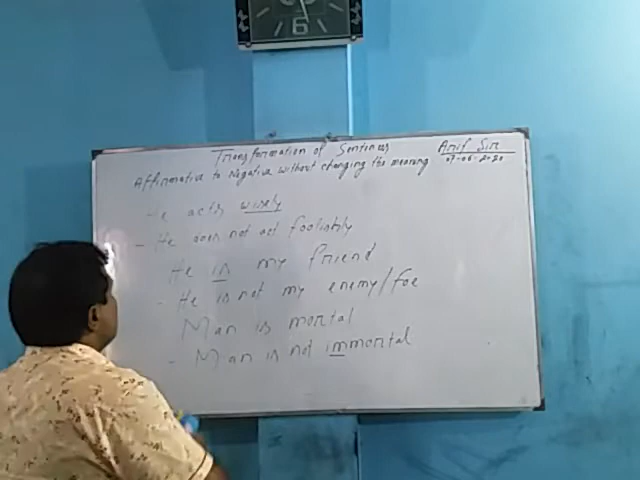 6
Transformation of Sentences
Arif Sir
07-06-2020
Affirmative to Negative without changing the meaning
He acts wisely
- He does not act foolishly
He is my friend
- He is not my enemy/foe
Man is mortal
- Man is not immortal